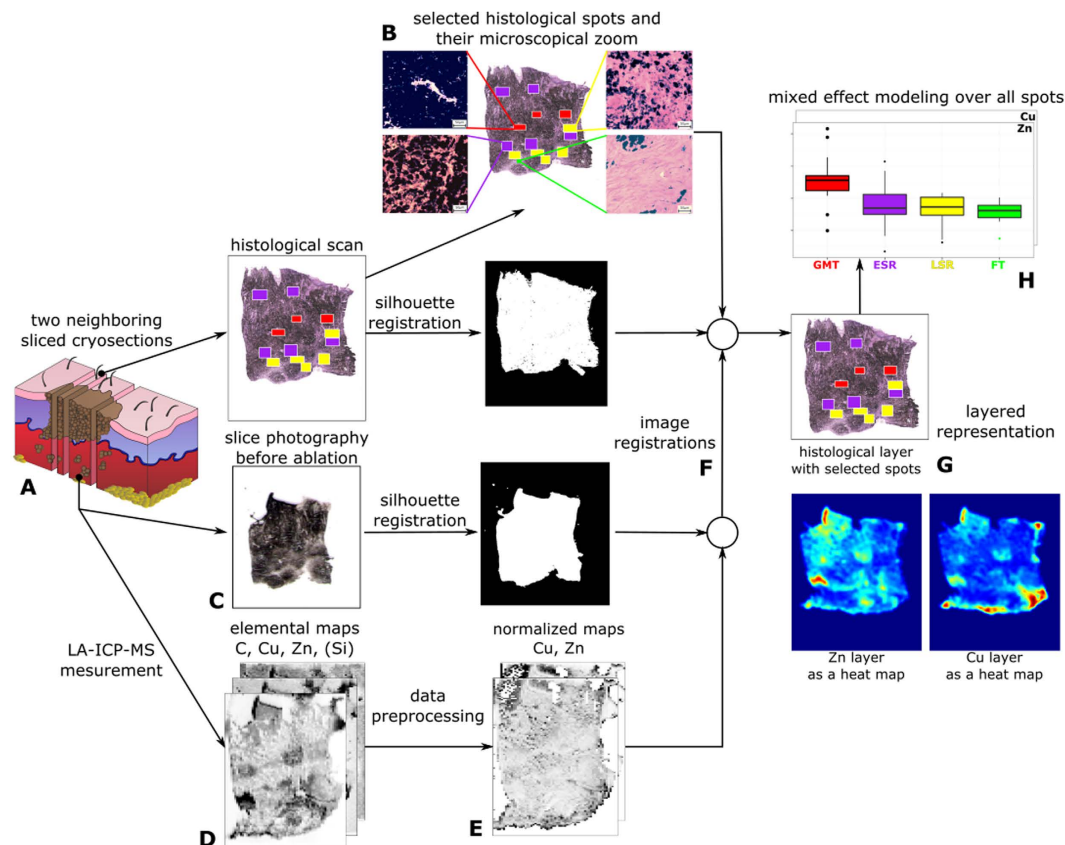 selected histological spots and
their microscopical zoom
B
mixed effect modeling over all spots
Cu
Zn
GMT
ESR
LSR
FT
H
histological scan
two neighboring
sliced cryosections
silhouette
registration
A
slice photography
before ablation
silhouette
registration
C
image
registrations
F
histological layer
with selected spots
G
layered
representation
LA-ICP-MS
mesurement
elemental maps
C, Cu, Zn, (Si)
D
data
preprocessing
normalized maps
Cu, Zn
E
Zn layer
as a heat map
Cu layer
as a heat map